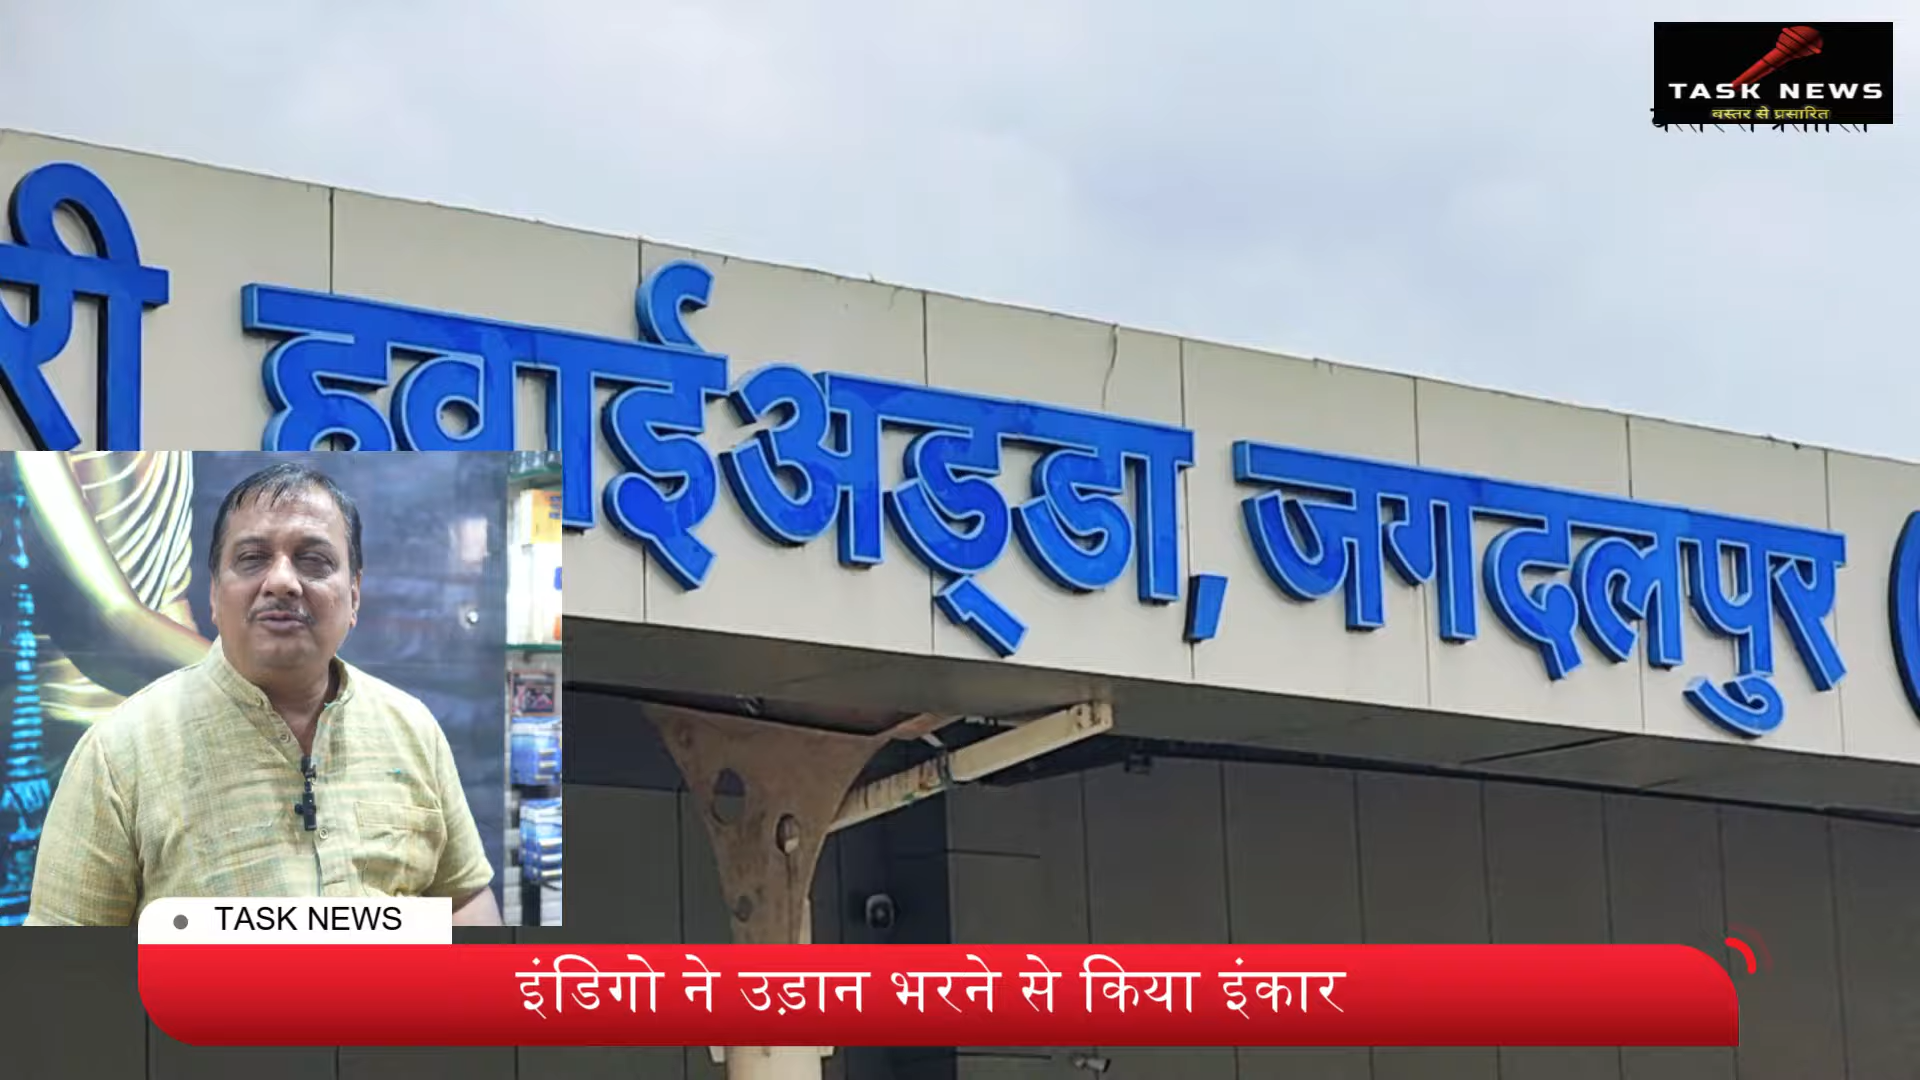 TASK NEWS
बस्तर से प्रसारित
री हवाईअड्डा, जगदलपुर (
TASK NEWS
इंडिगो ने उड़ान भरने से किया इंकार